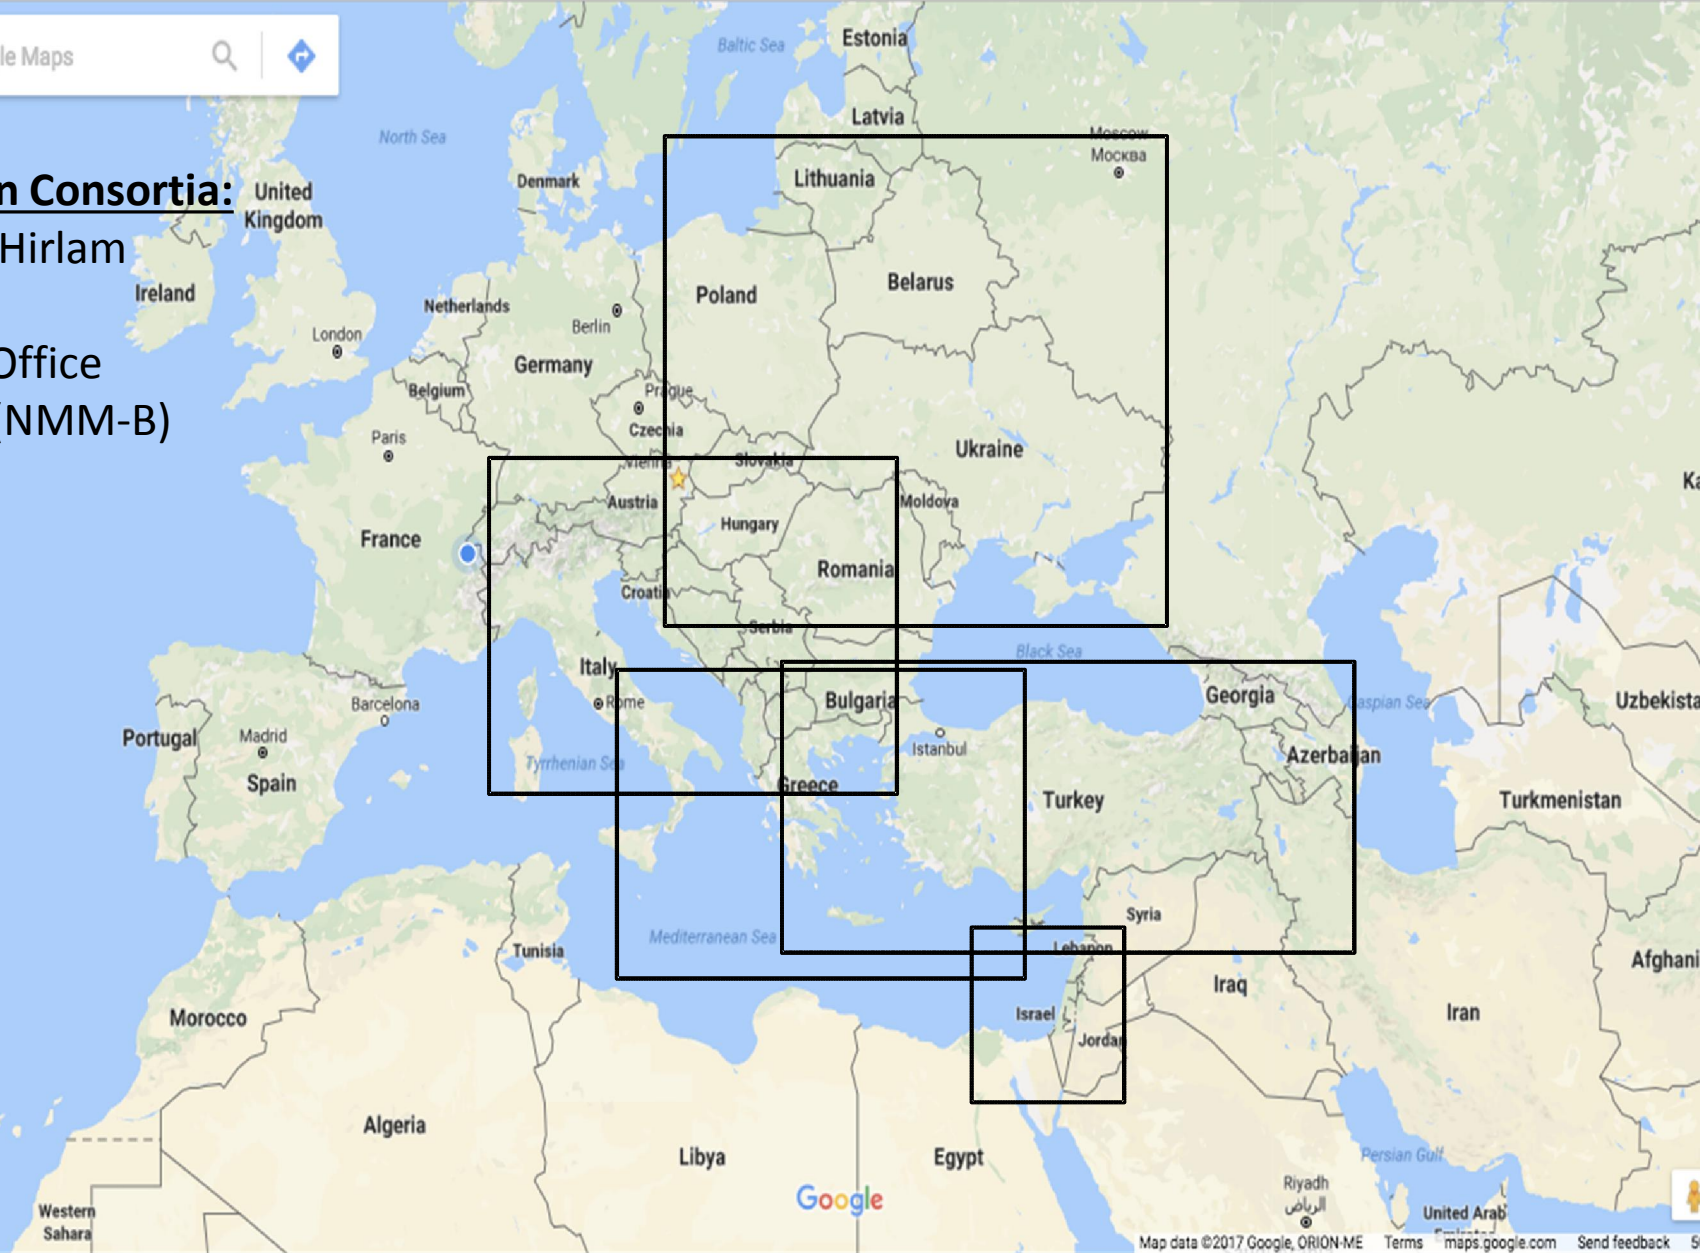 le Maps
n Consortia:
Hirlam
Office
(NMM-B)
Baltic Sea
Estonia
Latvia
North Sea
Moscow
Москва
Lithuania
Denmark
United
Kingdom
Ireland
Netherlands
Poland
Belarus
London
Berlin
Germany
Belgium
Prague
Paris
Czechia
Ukraine
Vienna
Slovakia
Austria
Moldova
Hungary
France
Romania
Croatia
Serbia
Black Sea
Italy
Rome
Bulgaria
Georgia
Caspian Sea
Uzbekista
Barcelona
Portugal
Madrid
Istanbul
Azerbaijan
Tyrrhenian Sea
Spain
Greece
Turkey
Turkmenistan
Syria
Mediterranean Sea
Lebanon
Tunisia
Afghani
Iraq
Morocco
Israel
Iran
Jordan
Ka
Algeria
Libya
Egypt
Persian Gulf
Riyadh
الرياض
Google
Western
Sahara
United Arab
Emirates
Map data ©2017 Google, ORION-ME Terms maps.google.com Send feedback